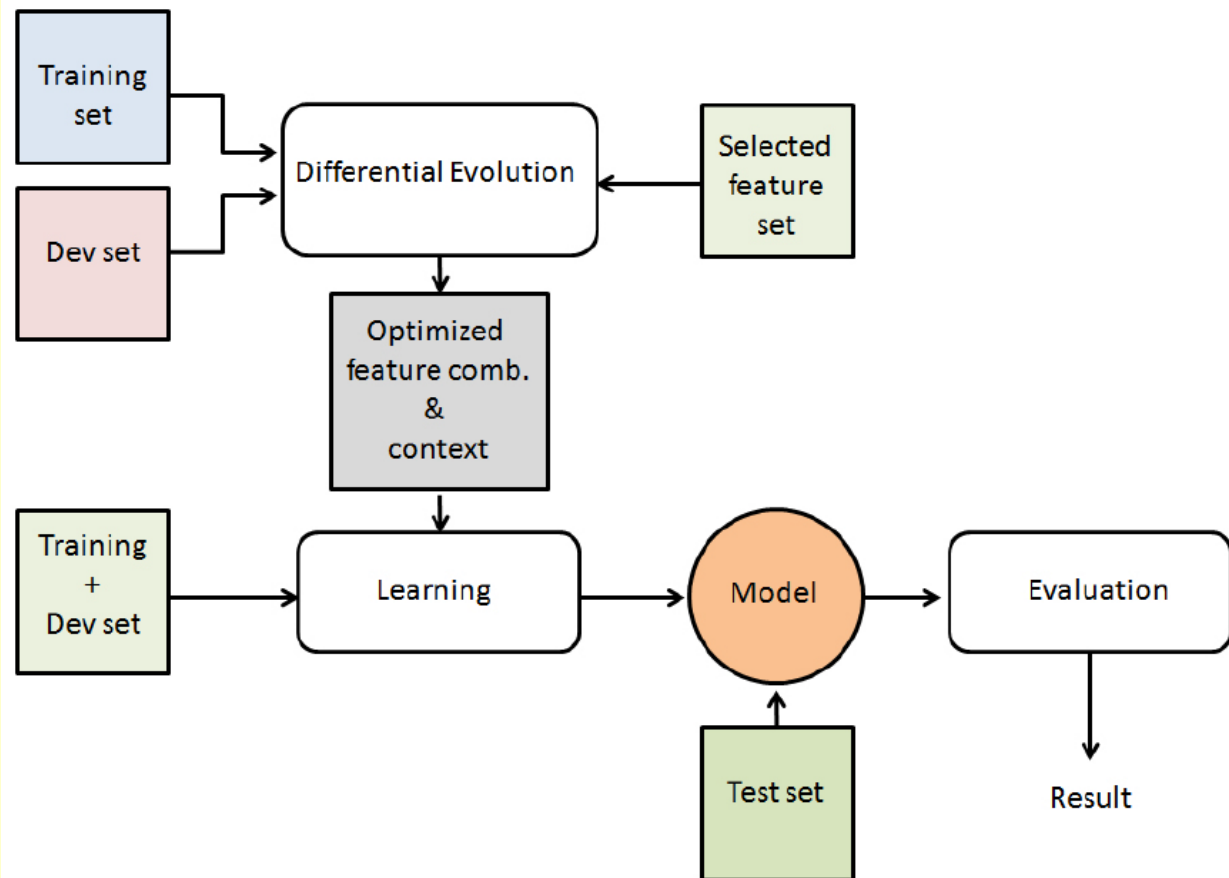 Training
set
Differential Evolution
Selected
feature
set
Dev set
Optimized
feature comb.
&
context
Training
+
Dev set
Learning
Model
Evaluation
Test set
Result